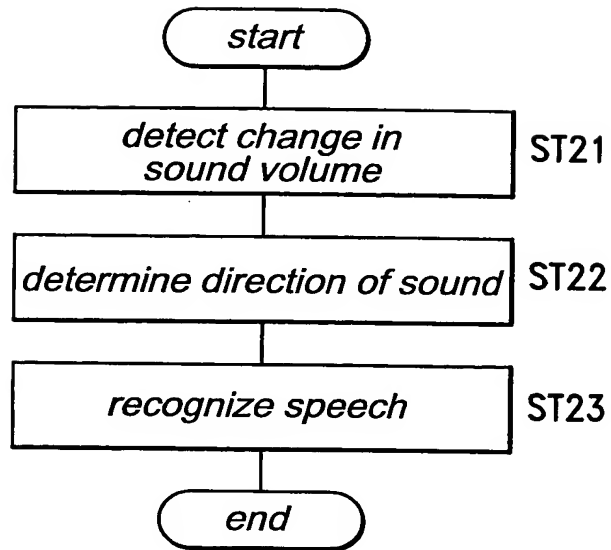 start
detect change in
sound volume
ST21
determine direction of sound
ST22
recognize speech
ST23
end